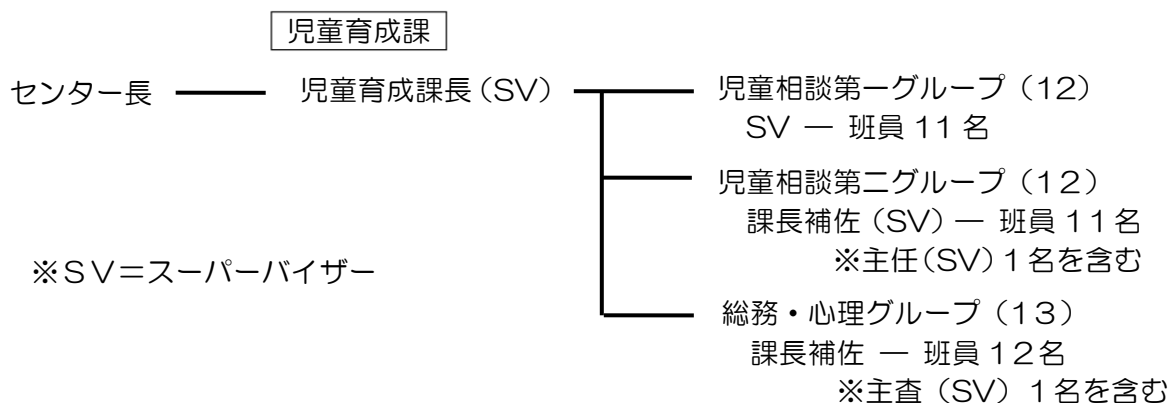 児童育成課
センター長 児童育成課長(SV) 児童相談第一グループ(12)
SV ― 班員11名
児童相談第二グループ(12)
課長補佐(SV)― 班員11名
※主任(SV)1名を含む
※SV=スーパーバイザー
総務・心理グループ(13)
課長補佐 ― 班員12名
※主査(SV)1名を含む